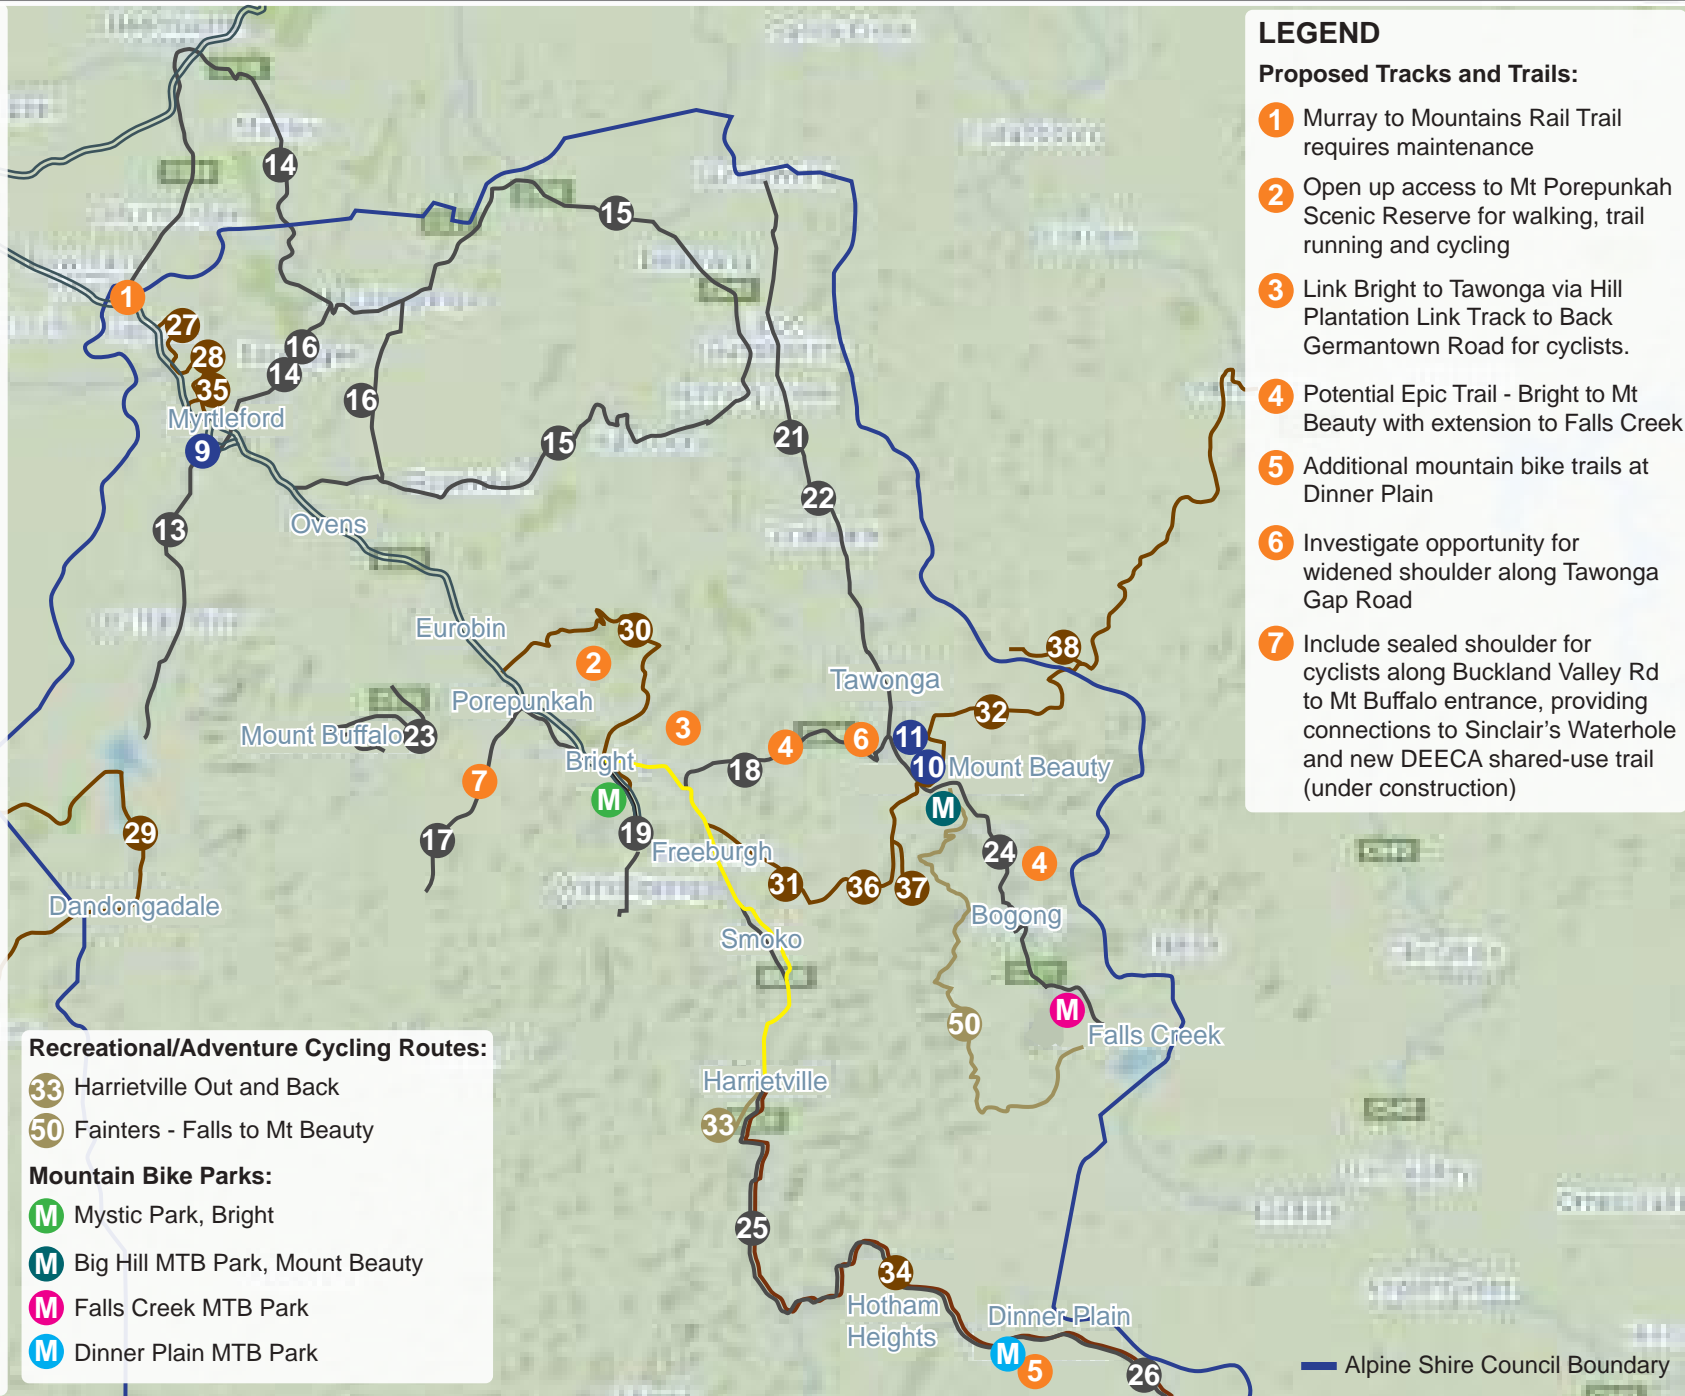 LEGEND
Proposed Tracks and Trails:
1 Murray to Mountains Rail Trail
requires maintenance
2 Open up access to Mt Porepunkah
Scenic Reserve for walking, trail
running and cycling
3 Link Bright to Tawonga via Hill
Plantation Link Track to Back
Germantown Road for cyclists.
4 Potential Epic Trail - Bright to Mt
Beauty with extension to Falls Creek
5 Additional mountain bike trails at
Dinner Plain
6 Investigate opportunity for
widened shoulder along Tawonga
Gap Road
7 Include sealed shoulder for
cyclists along Buckland Valley Rd
to Mt Buffalo entrance, providing
connections to Sinclair's Waterhole
and new DEECA shared-use trail
(under construction)
14
15
1
27
28
16
14
35
16
Myrtleford
9
15
21
22
13
Ovens
Eurobin
30
2
38
Tawonga
Porepunkah
32
3
Mount Buffalo
23
4
6
11
Bright
18
10
Mount Beauty
7
M
M
29
17
19
Freeburgh
24
4
31
36
37
Dandongadale
Bogong
Smoko
M
50
Falls Creek
Harrietville
33
25
34
Hotham
Heights
Dinner Plain
M
5
26
Recreational/Adventure Cycling Routes:
33 Harrietville Out and Back
50 Fainters - Falls to Mt Beauty
Mountain Bike Parks:
M Mystic Park, Bright
M Big Hill MTB Park, Mount Beauty
M Falls Creek MTB Park
M Dinner Plain MTB Park
Alpine Shire Council Boundary